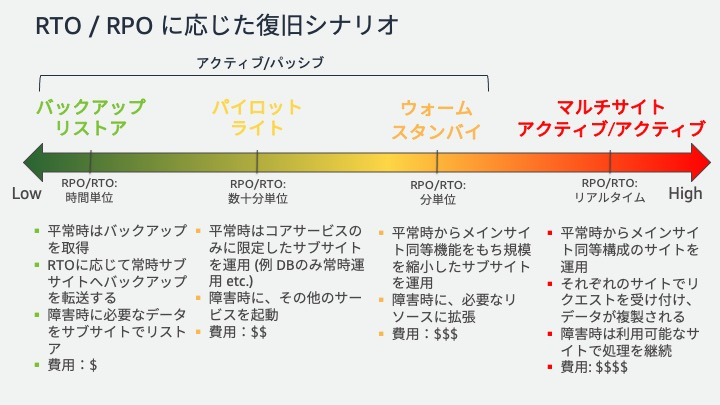 RTO / RPO に応じた復旧シナリオ
アクティブ/パッシブ
バックアップ
リストア
パイロット
ライト
ウォーム
スタンバイ
マルチサイト
アクティブ/アクティブ
Low
RPO/RTO:
時間単位
RPO/RTO:
数十分単位
RPO/RTO:
分単位
RPO/RTO:
リアルタイム
High
平常時はバックアップ
を取得
RTOに応じて常時サブ
サイトへバックアップ
を転送する
障害時に必要なデータ
をサブサイトでリスト
ア
費用：$
平常時はコアサービスの
みに限定したサブサイト
を運用 (例 DBのみ常時運
用 etc.)
障害時に、その他のサー
ビスを起動
費用：$$
平常時からメインサイ
ト同等機能をもち規模
を縮小したサブサイト
を運用
障害時に、必要なリ
ソースに拡張
費用：$$$
平常時からメインサイ
ト同等構成のサイトを
運用
それぞれのサイトでリ
クエストを受け付け、
データが複製される
障害時は利用可能なサ
イトで処理を継続
費用: $$$$